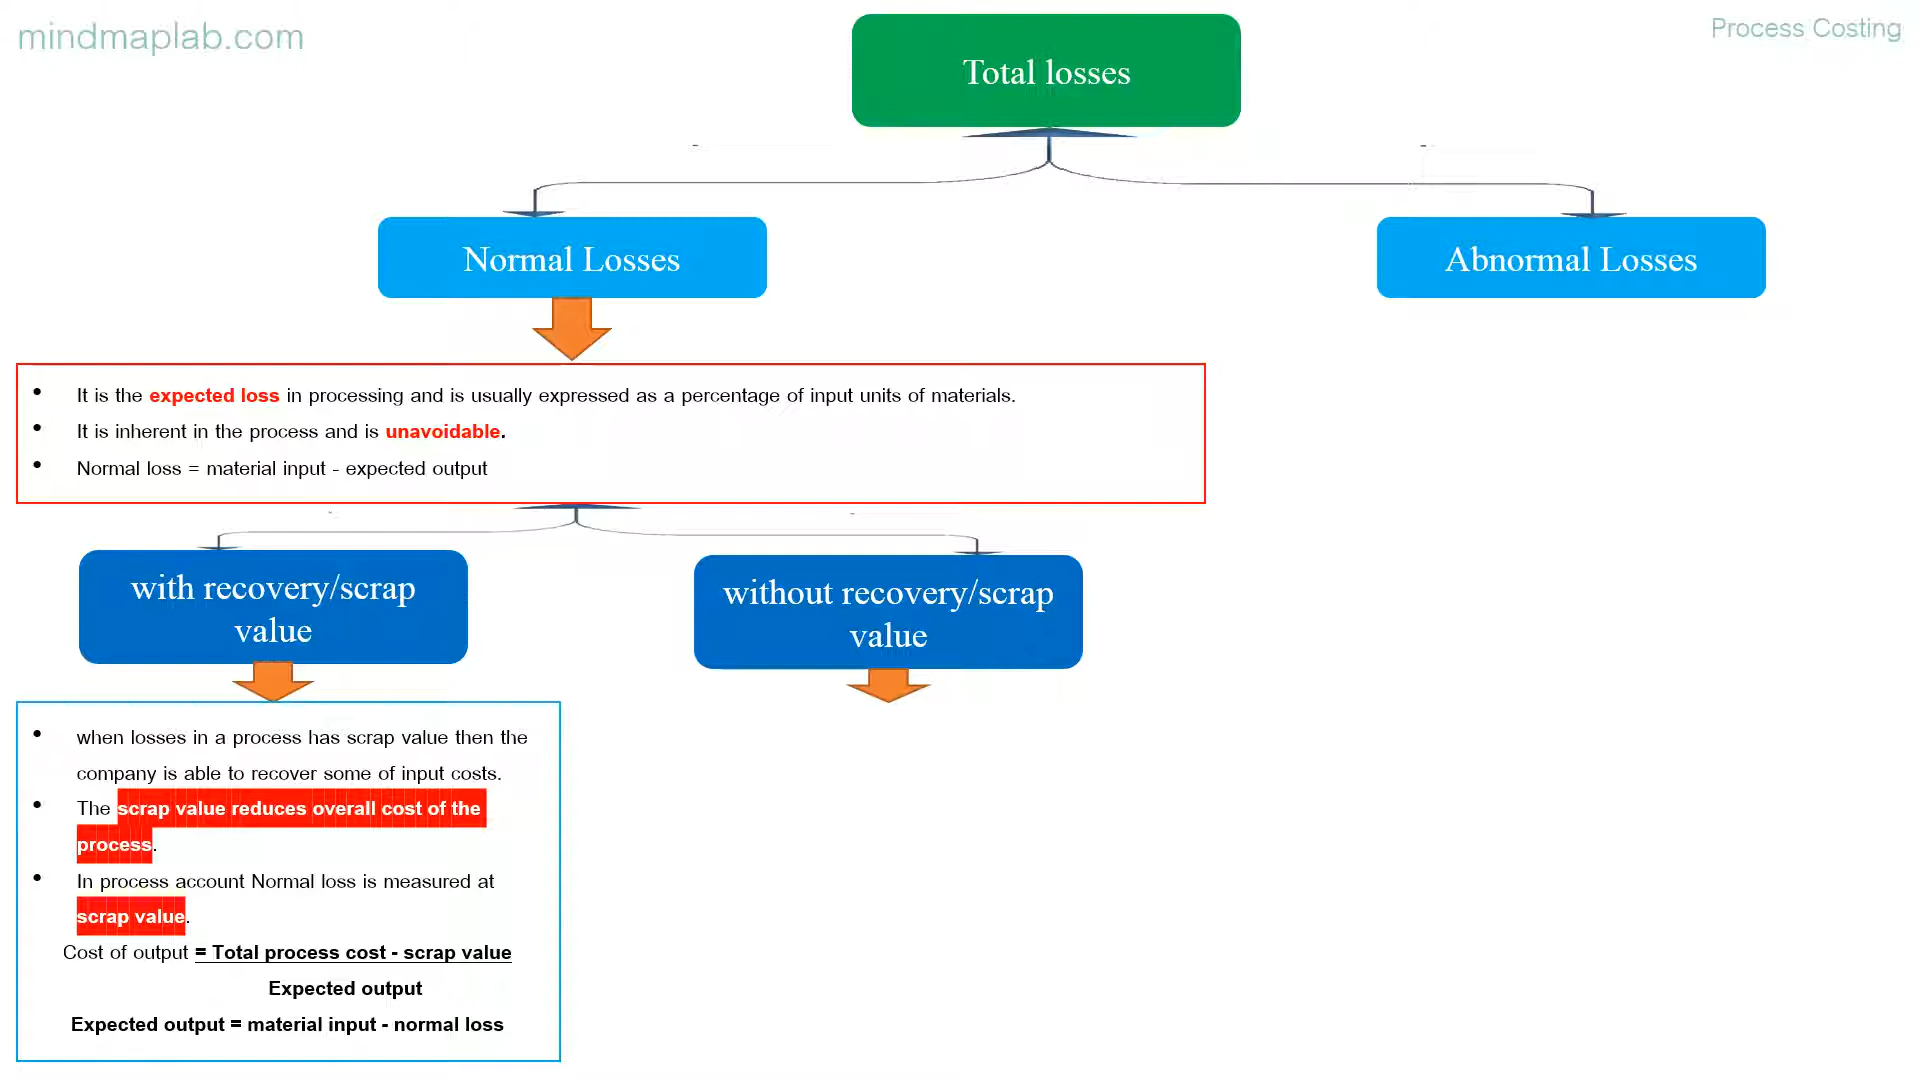 mindmaplab.com
Process Costing
Total losses
Normal Losses
Abnormal Losses
• It is the expected loss in processing and is usually expressed as a percentage of input units of materials.
• It is inherent in the process and is unavoidable.
• Normal loss = material input - expected output
with recovery/scrap
value
without recovery/scrap
value
• when losses in a process has scrap value then the
company is able to recover some of input costs.
• The scrap value reduces overall cost of the
process.
• In process account Normal loss is measured at
scrap value.
Cost of output = Total process cost - scrap value
Expected output
Expected output = material input - normal loss